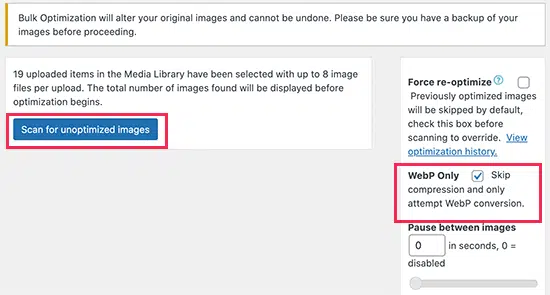 Bulk Optimization will alter your original images and cannot be undone. Please be sure you have a backup of your
images before proceeding.
19 uploaded items in the Media Library have been selected with up to 8 image
files per upload. The total number of images found will be displayed before
optimization begins.
Scan for unoptimized images
Force re-optimize ?
Previously optimized images
will be skipped by default,
check this box before
scanning to override. View
optimization history.
WebP Only Skip
compression and only
attempt WebP conversion.
Pause between images
0 in seconds, 0 =
disabled